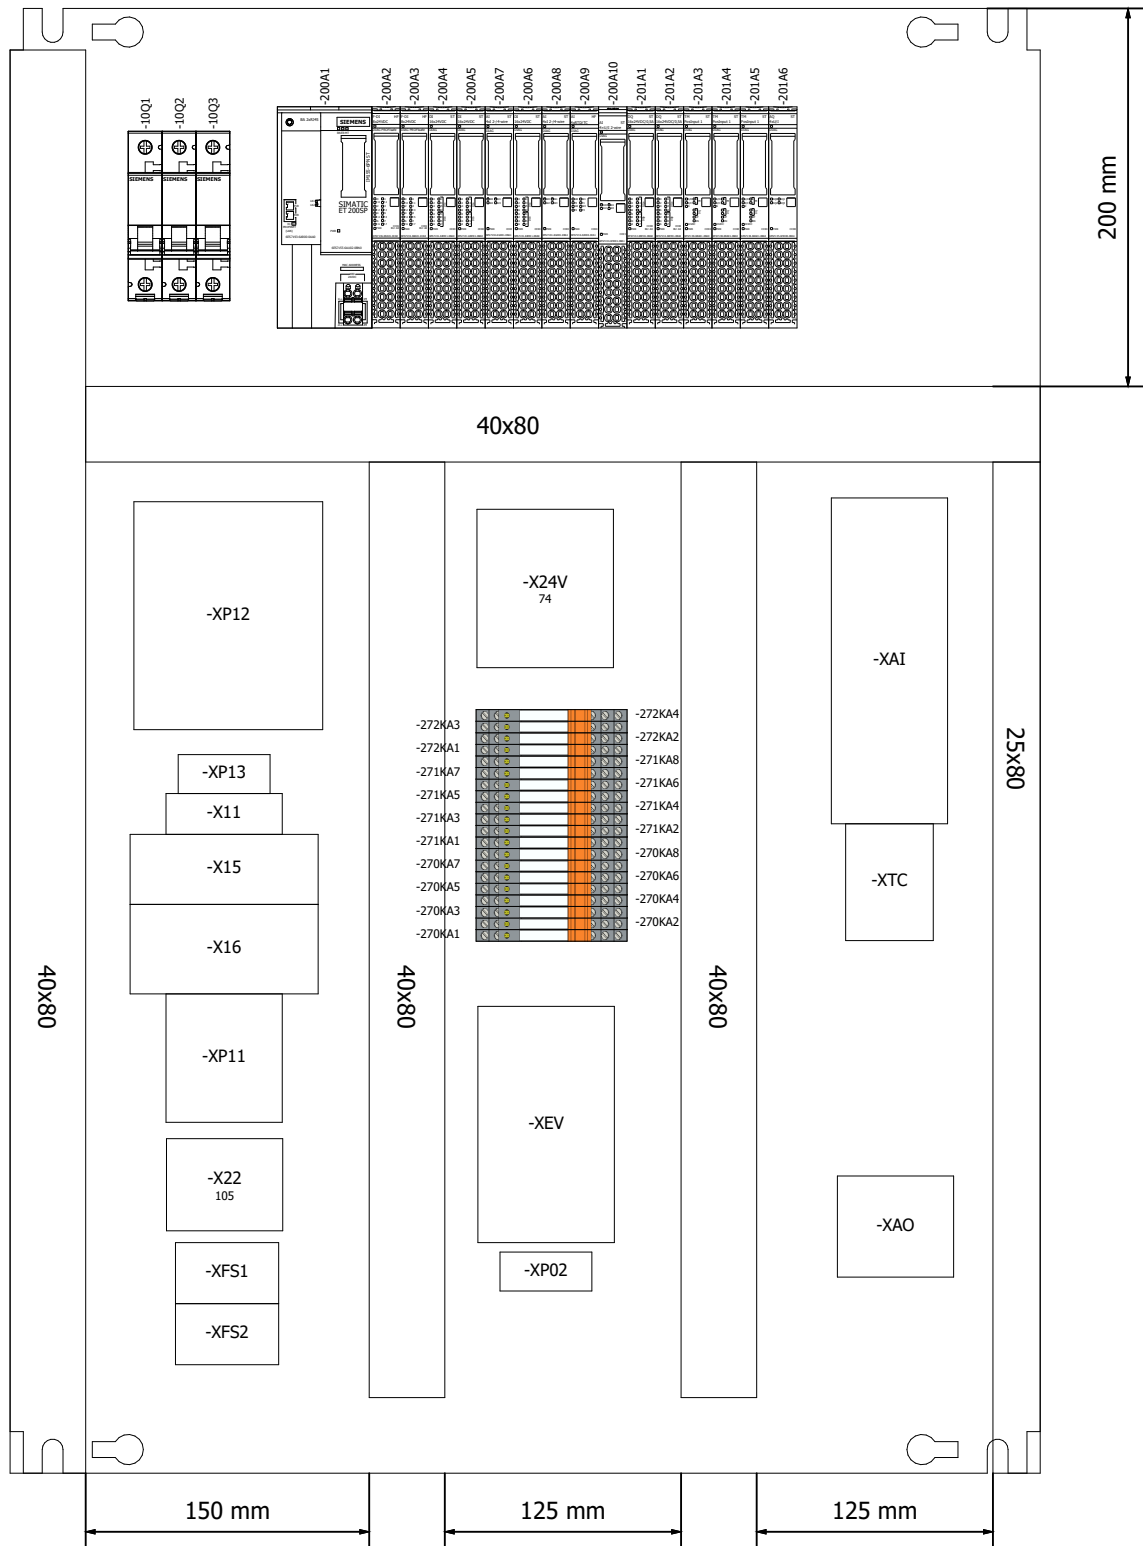 -200A1
-200A2
-200A3
-200A4
-200A5
-200A7
-200A6
-200A8
-200A9
-200A10
-201A1
-201A2
-201A3
-201A4
-201A5
-201A6
-10Q1
-10Q2
-10Q3
SIEMENS
SIEMENS
SIEMENS
SIEMENS
SIMATIC
ET 200SP
200 mm
40x80
-XP12
-X24V
74
-XAI
-272KA4
-272KA3
-272KA2
-272KA1
-271KA8
-271KA7
-271KA6
-271KA5
-271KA4
-271KA3
-271KA2
-271KA1
-270KA8
-270KA7
-270KA6
-270KA5
-270KA4
-270KA3
-270KA2
-270KA1
25x80
-XP13
-X11
-X15
-XTC
-X16
40x80
40x80
40x80
-XP11
-XEV
-X22
105
-XAO
-XFS1
-XP02
-XFS2
150 mm
125 mm
125 mm